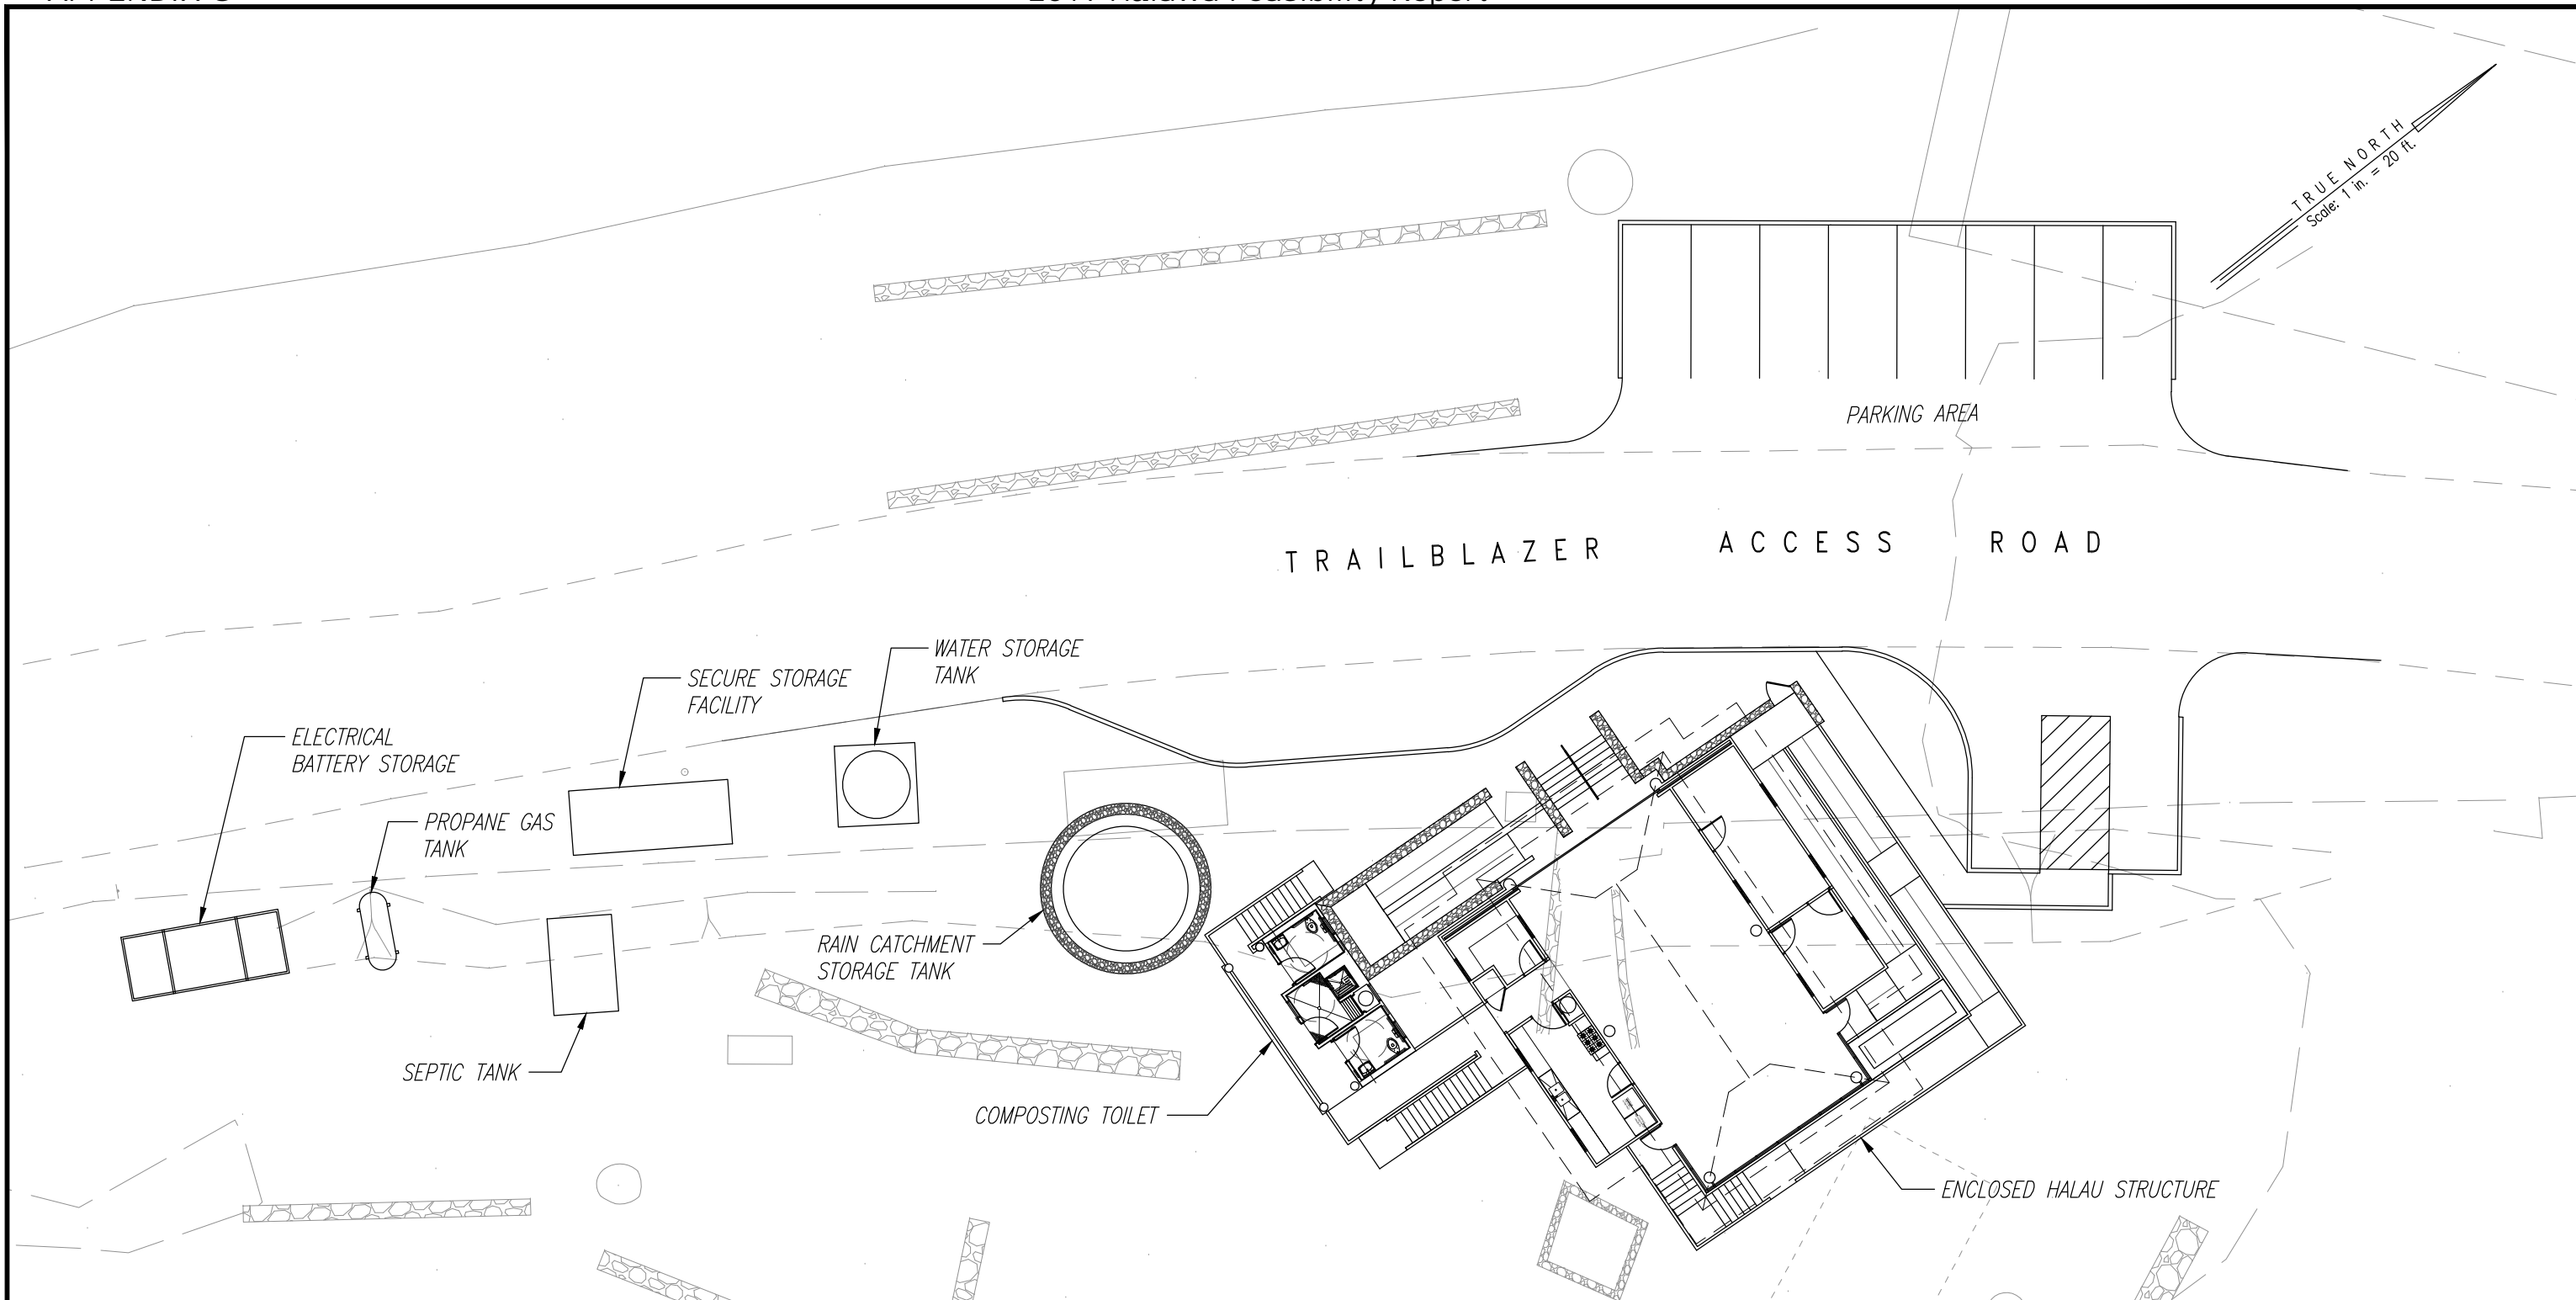 TRUE NORTH
Scale: 1 in. = 20 ft.
PARKING AREA
TRAILBLAZER ACCESS ROAD
WATER STORAGE
TANK
SECURE STORAGE
FACILITY
ELECTRICAL
BATTERY STORAGE
PROPANE GAS
TANK
RAIN CATCHMENT
STORAGE TANK
SEPTIC TANK
COMPOSTING TOILET
ENCLOSED HALAU STRUCTURE